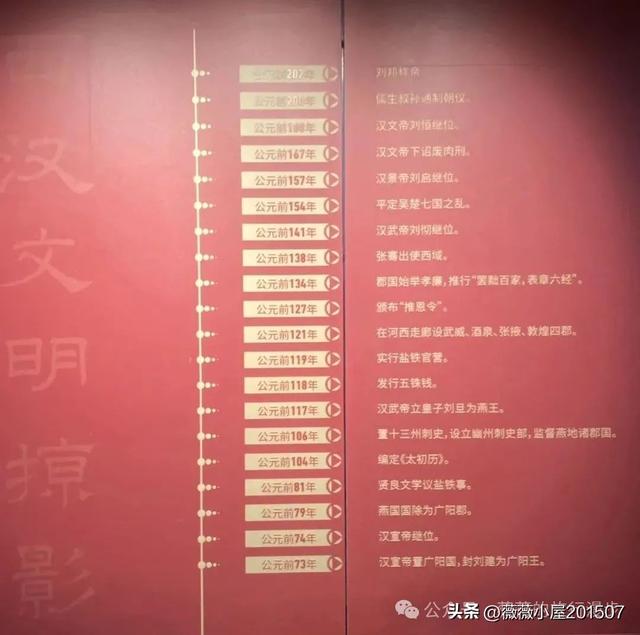 西汉文明掠影
公元前202年 刘邦称帝
公元前200年 儒生叔孙通制朝仪。
公元前180年 汉文帝刘恒继位。
公元前167年 汉文帝下诏废肉刑。
公元前157年 汉景帝刘启继位。
公元前154年 平定吴楚七国之乱。
公元前141年 汉武帝刘彻继位。
公元前138年 张骞出使西域。
公元前134年 郡国始举孝廉,推行“罢黜百家,表章六经”。
公元前127年 颁布“推恩令”。
公元前121年 在河西走廊设武威、酒泉、张掖、敦煌四郡。
公元前119年 实行盐铁官营。
公元前118年 发行五铢钱。
公元前117年 汉武帝立皇子刘旦为燕王。
公元前106年 置十三州刺史,设立幽州刺史部,监督燕地诸郡国。
公元前104年 编定《太初历》。
公元前81年 贤良文学议盐铁事。
公元前79年 燕国国除为广阳郡。
公元前74年 汉宣帝继位。
公元前73年 汉宣帝置广阳国,封刘建为广阳王。
公众号
头条 @薇薇小屋201507